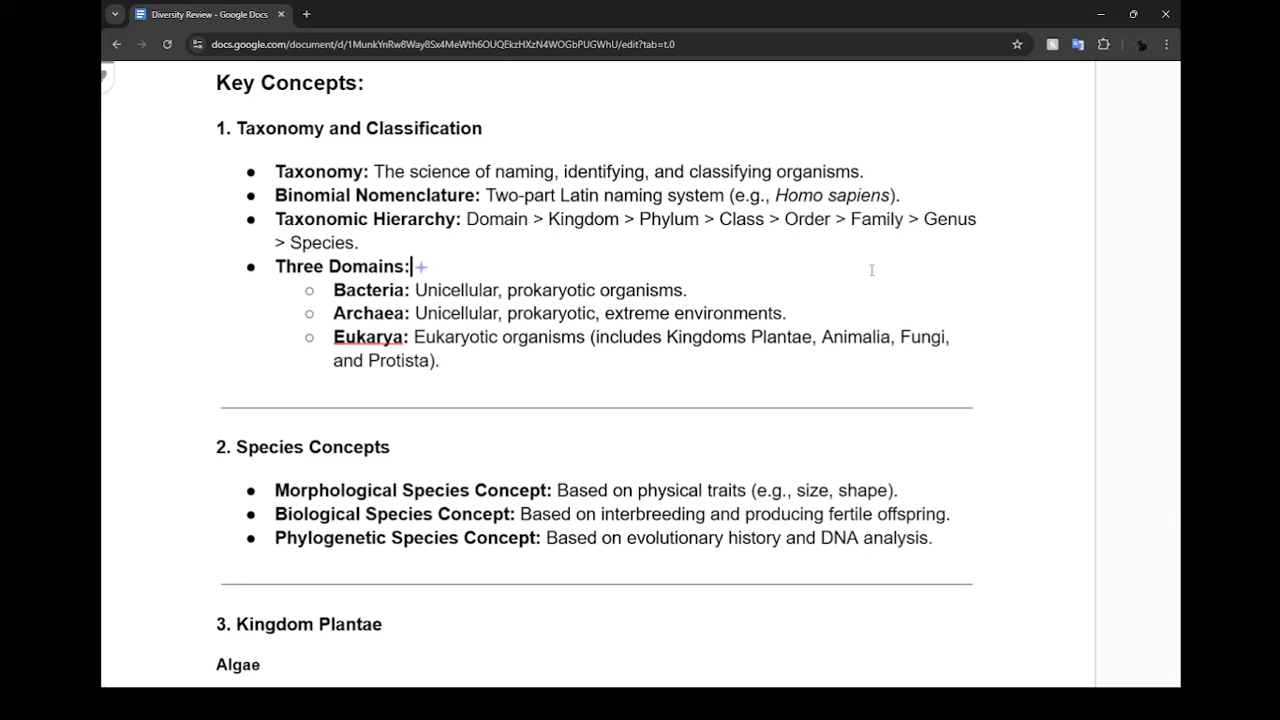 Diversity Review - Google Docs
docs.google.com/document/d/1MunkYnRw8Way8Sx4MeWth6OUQEkzHXzN4WOGbPUGWhU/edit?tab=t.0
Key Concepts:
1. Taxonomy and Classification
● Taxonomy: The science of naming, identifying, and classifying organisms.
● Binomial Nomenclature: Two-part Latin naming system (e.g., Homo sapiens).
● Taxonomic Hierarchy: Domain > Kingdom > Phylum > Class > Order > Family > Genus
> Species.
● Three Domains:
○ Bacteria: Unicellular, prokaryotic organisms.
○ Archaea: Unicellular, prokaryotic, extreme environments.
○ Eukarya: Eukaryotic organisms (includes Kingdoms Plantae, Animalia, Fungi,
and Protista).
2. Species Concepts
● Morphological Species Concept: Based on physical traits (e.g., size, shape).
● Biological Species Concept: Based on interbreeding and producing fertile offspring.
● Phylogenetic Species Concept: Based on evolutionary history and DNA analysis.
3. Kingdom Plantae
Algae